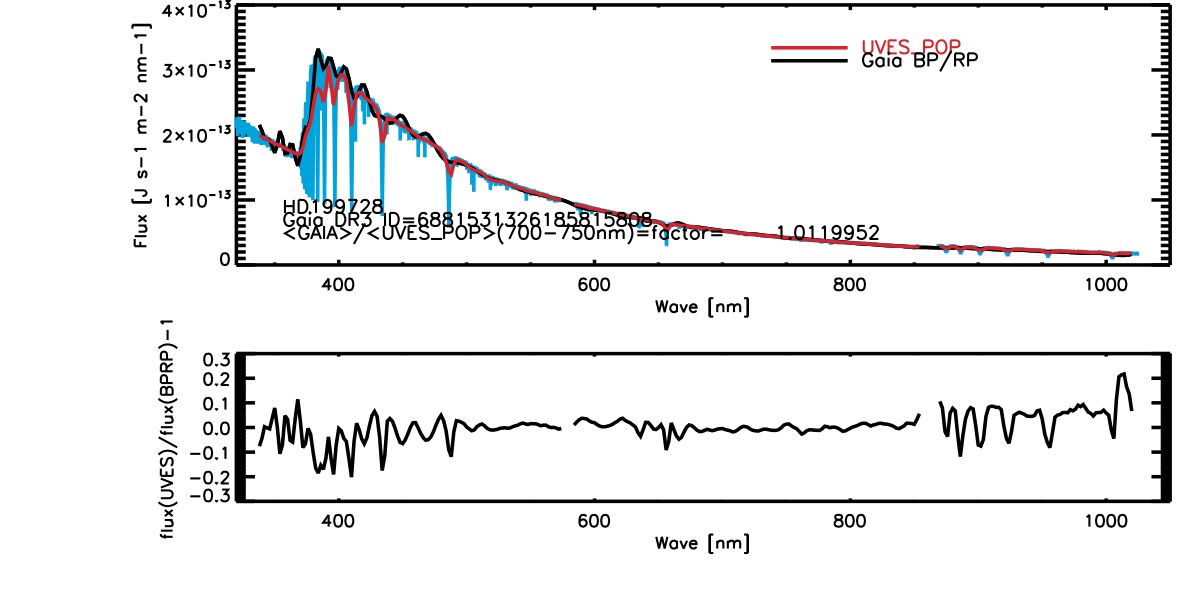 4×10−13
3×10−13
2×10−13
1×10−13
0
Flux [J s−1 m−2 nm−1]
UVES_POP
Gaia BP/RP
HD199728
Gaia DR3 ID=6881531326185815808
<GAIA>/<UVES_POP>(700−750nm)=factor= 1.0119952
400 600 800 1000
Wave [nm]
0.3
0.2
0.1
0.0
−0.1
−0.2
−0.3
flux(UVES)/flux(BPRP)−1
400 600 800 1000
Wave [nm]